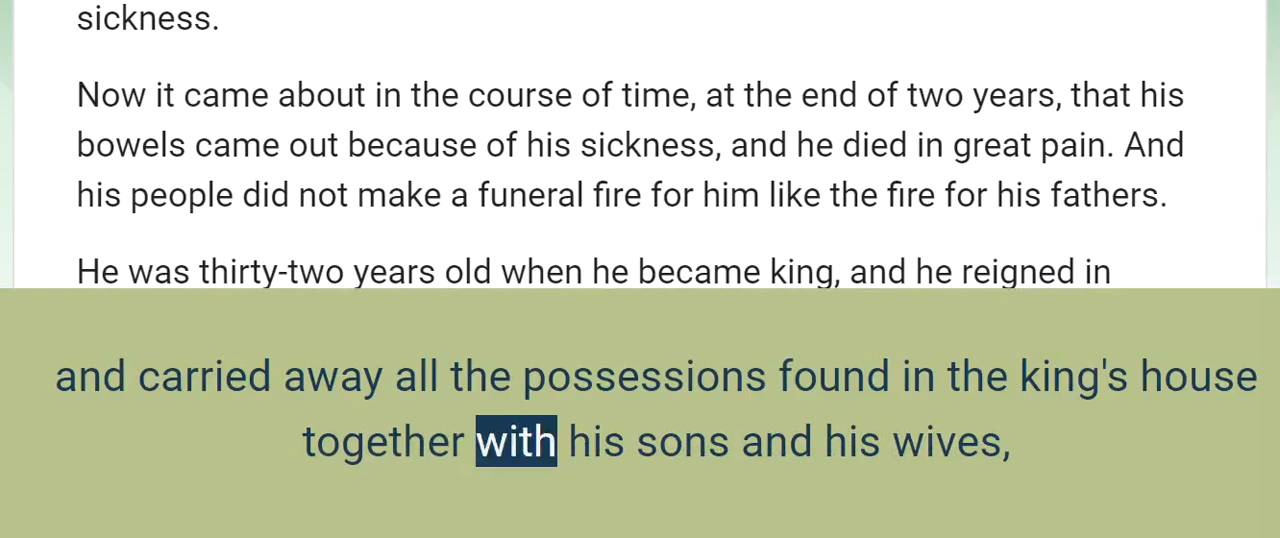 sickness.
Now it came about in the course of time, at the end of two years, that his
bowels came out because of his sickness, and he died in great pain. And
his people did not make a funeral fire for him like the fire for his fathers.
He was thirty-two years old when he became king, and he reigned in
and carried away all the possessions found in the king's house
together with his sons and his wives,